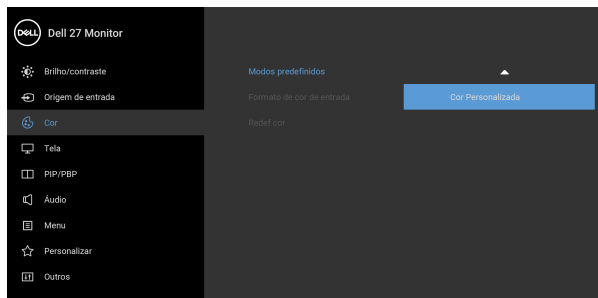 DELL
Dell 27 Monitor
Brilho/contraste
Origem de entrada
Cor
Tela
PIP/PBP
Áudio
Menu
Personalizar
Outros
Modos predefinidos
Formato de cor de entrada
Redef cor
Cor Personalizada